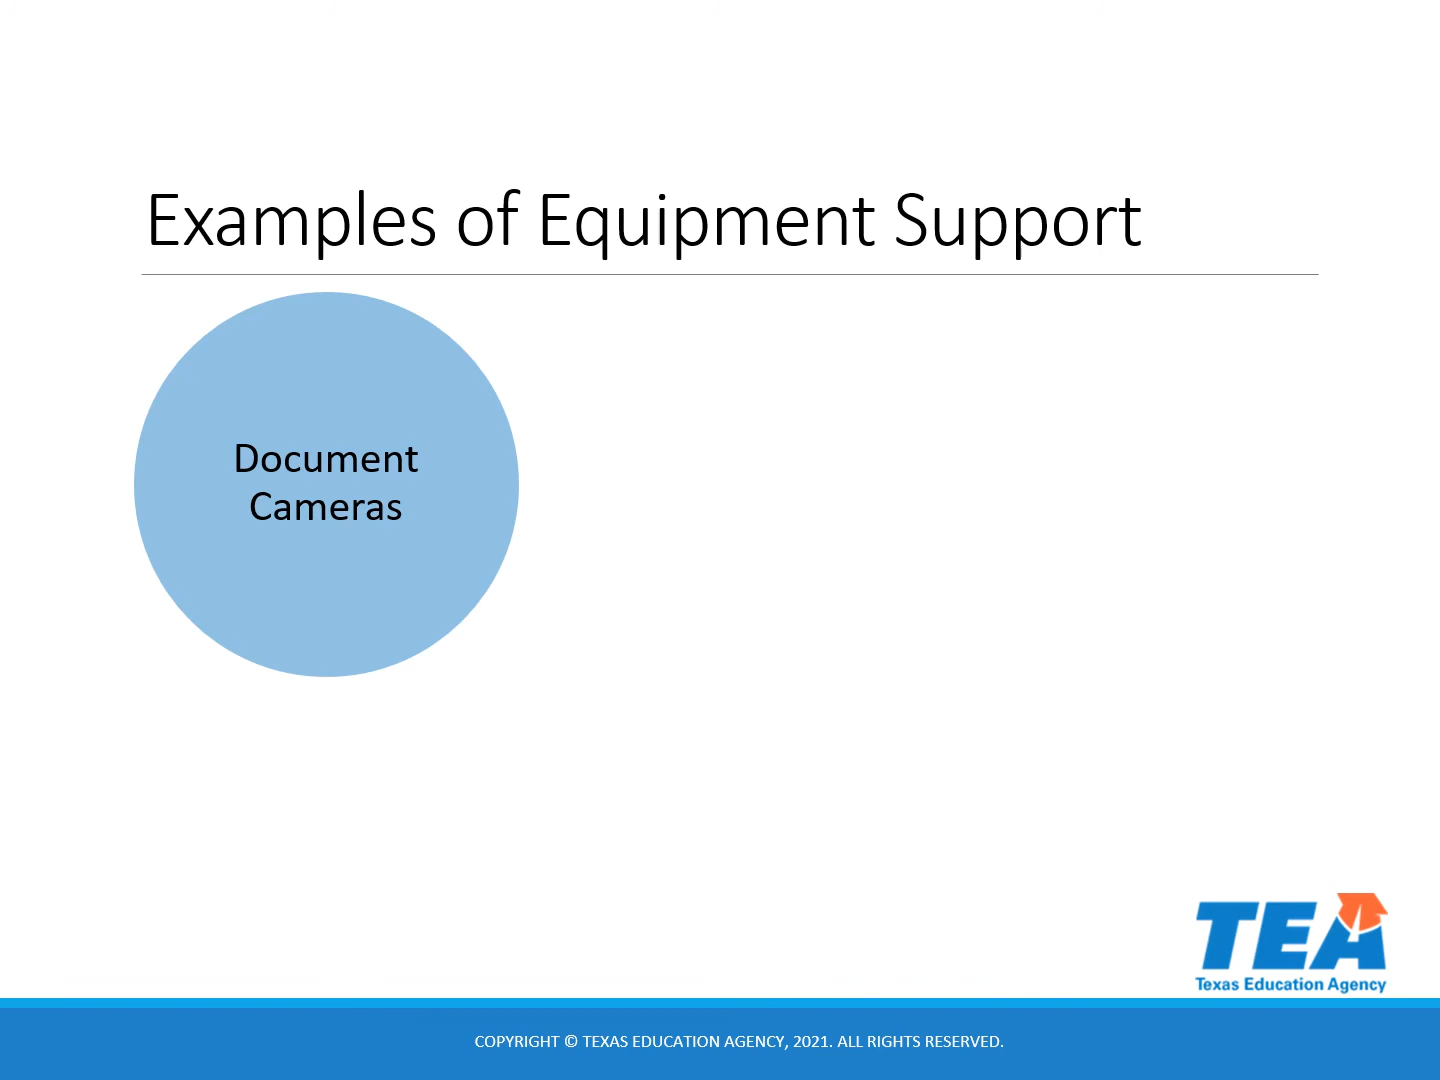 Examples of Equipment Support
Document
Cameras
TEA
Texas Education Agency
COPYRIGHT © TEXAS EDUCATION AGENCY, 2021. ALL RIGHTS RESERVED.